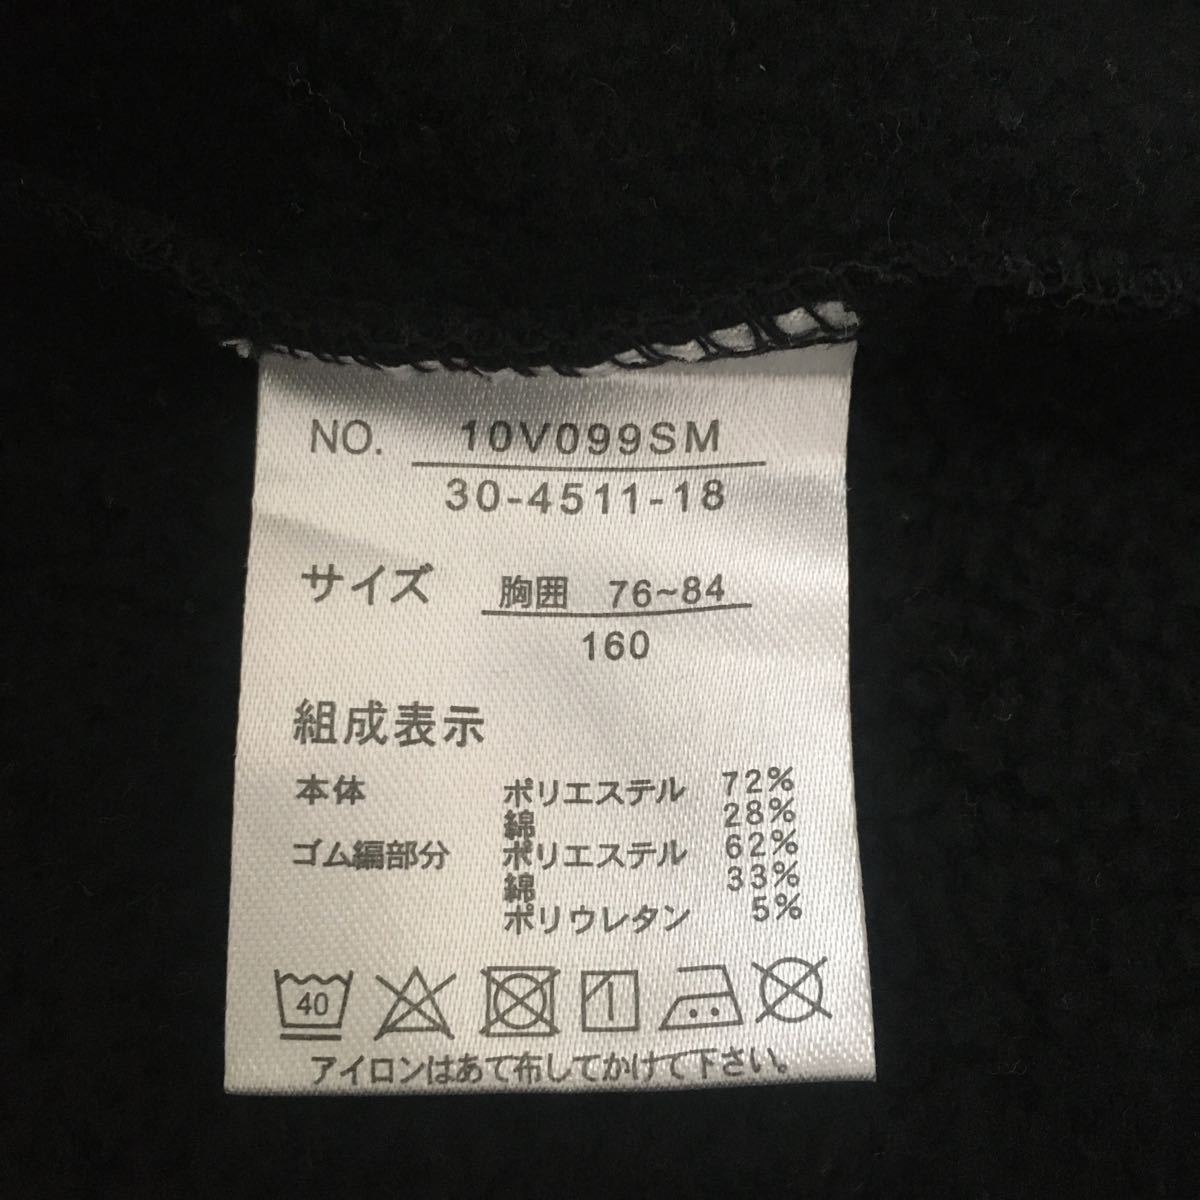 NO. 10V099SM
30-4511-18
サイズ 胸囲 76~84
160
組成表示
本体 ポリエステル 72%
綿 28%
ゴム編部分 ポリエステル 62%
綿 33%
ポリウレタン 5%
40
アイロンはあて布してかけて下さい。